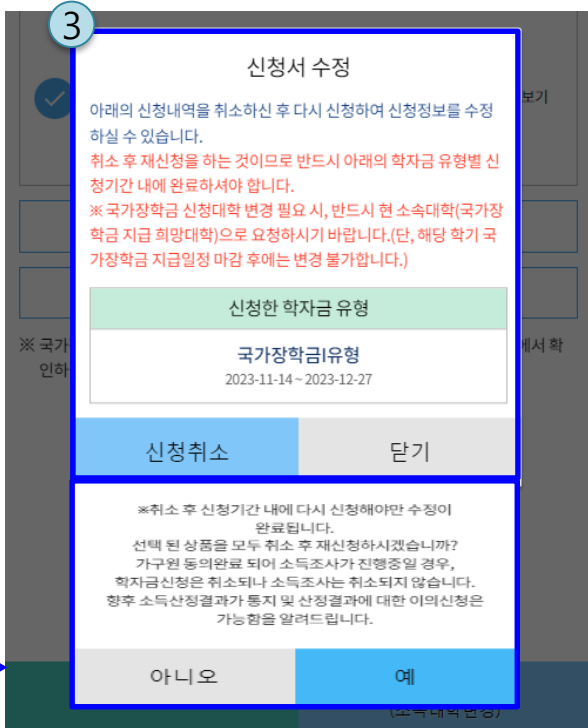 3
신청서 수정
보기
아래의 신청내역을 취소하신 후 다시 신청하여 신청정보를 수정
하실 수 있습니다.
취소 후 재신청을 하는 것이므로 반드시 아래의 학자금 유형별 신
청기간 내에 완료하셔야 합니다.
※ 국가장학금 신청대학 변경 필요 시, 반드시 현 소속대학(국가장
학금 지급 희망대학)으로 요청하시기 바랍니다.(단, 해당 학기 국
가장학금 지급일정 마감 후에는 변경 불가합니다.)
신청한 학자금 유형
※ 국가
에서 확
인하
국가장학금I유형
2023-11-14 ~ 2023-12-27
신청취소
닫기
※취소 후 신청기간 내에 다시 신청해야만 수정이
완료됩니다.
선택 된 상품을 모두 취소 후 재신청하시겠습니까?
가구원 동의완료 되어 소득조사가 진행중일 경우,
학자금신청은 취소되나 소득조사는 취소되지 않습니다.
향후 소득산정결과가 통지 및 산정결과에 대한 이의신청은
가능함을 알려드립니다.
아니오
예
(소속대학변경)